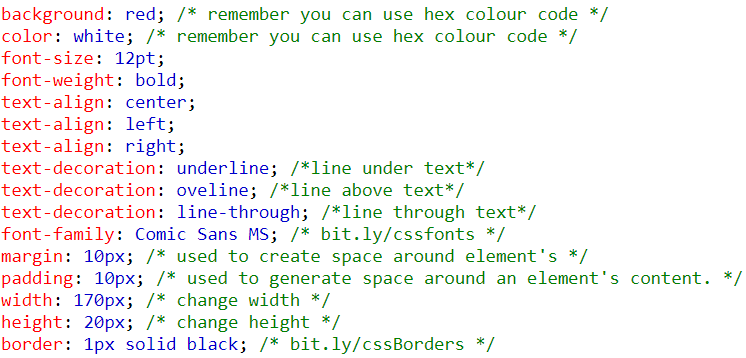 background: red; /* remember you can use hex colour code */
color: white; /* remember you can use hex colour code */
font-size: 12pt;
font-weight: bold;
text-align: center;
text-align: left;
text-align: right;
text-decoration: underline; /*line under text*/
text-decoration: oveline; /*line above text*/
text-decoration: line-through; /*line through text*/
font-family: Comic Sans MS; /* bit.ly/cssfonts */
margin: 10px; /* used to create space around element's */
padding: 10px; /* used to generate space around an element's content. */
width: 170px; /* change width */
height: 20px; /* change height */
border: 1px solid black; /* bit.ly/cssBorders */